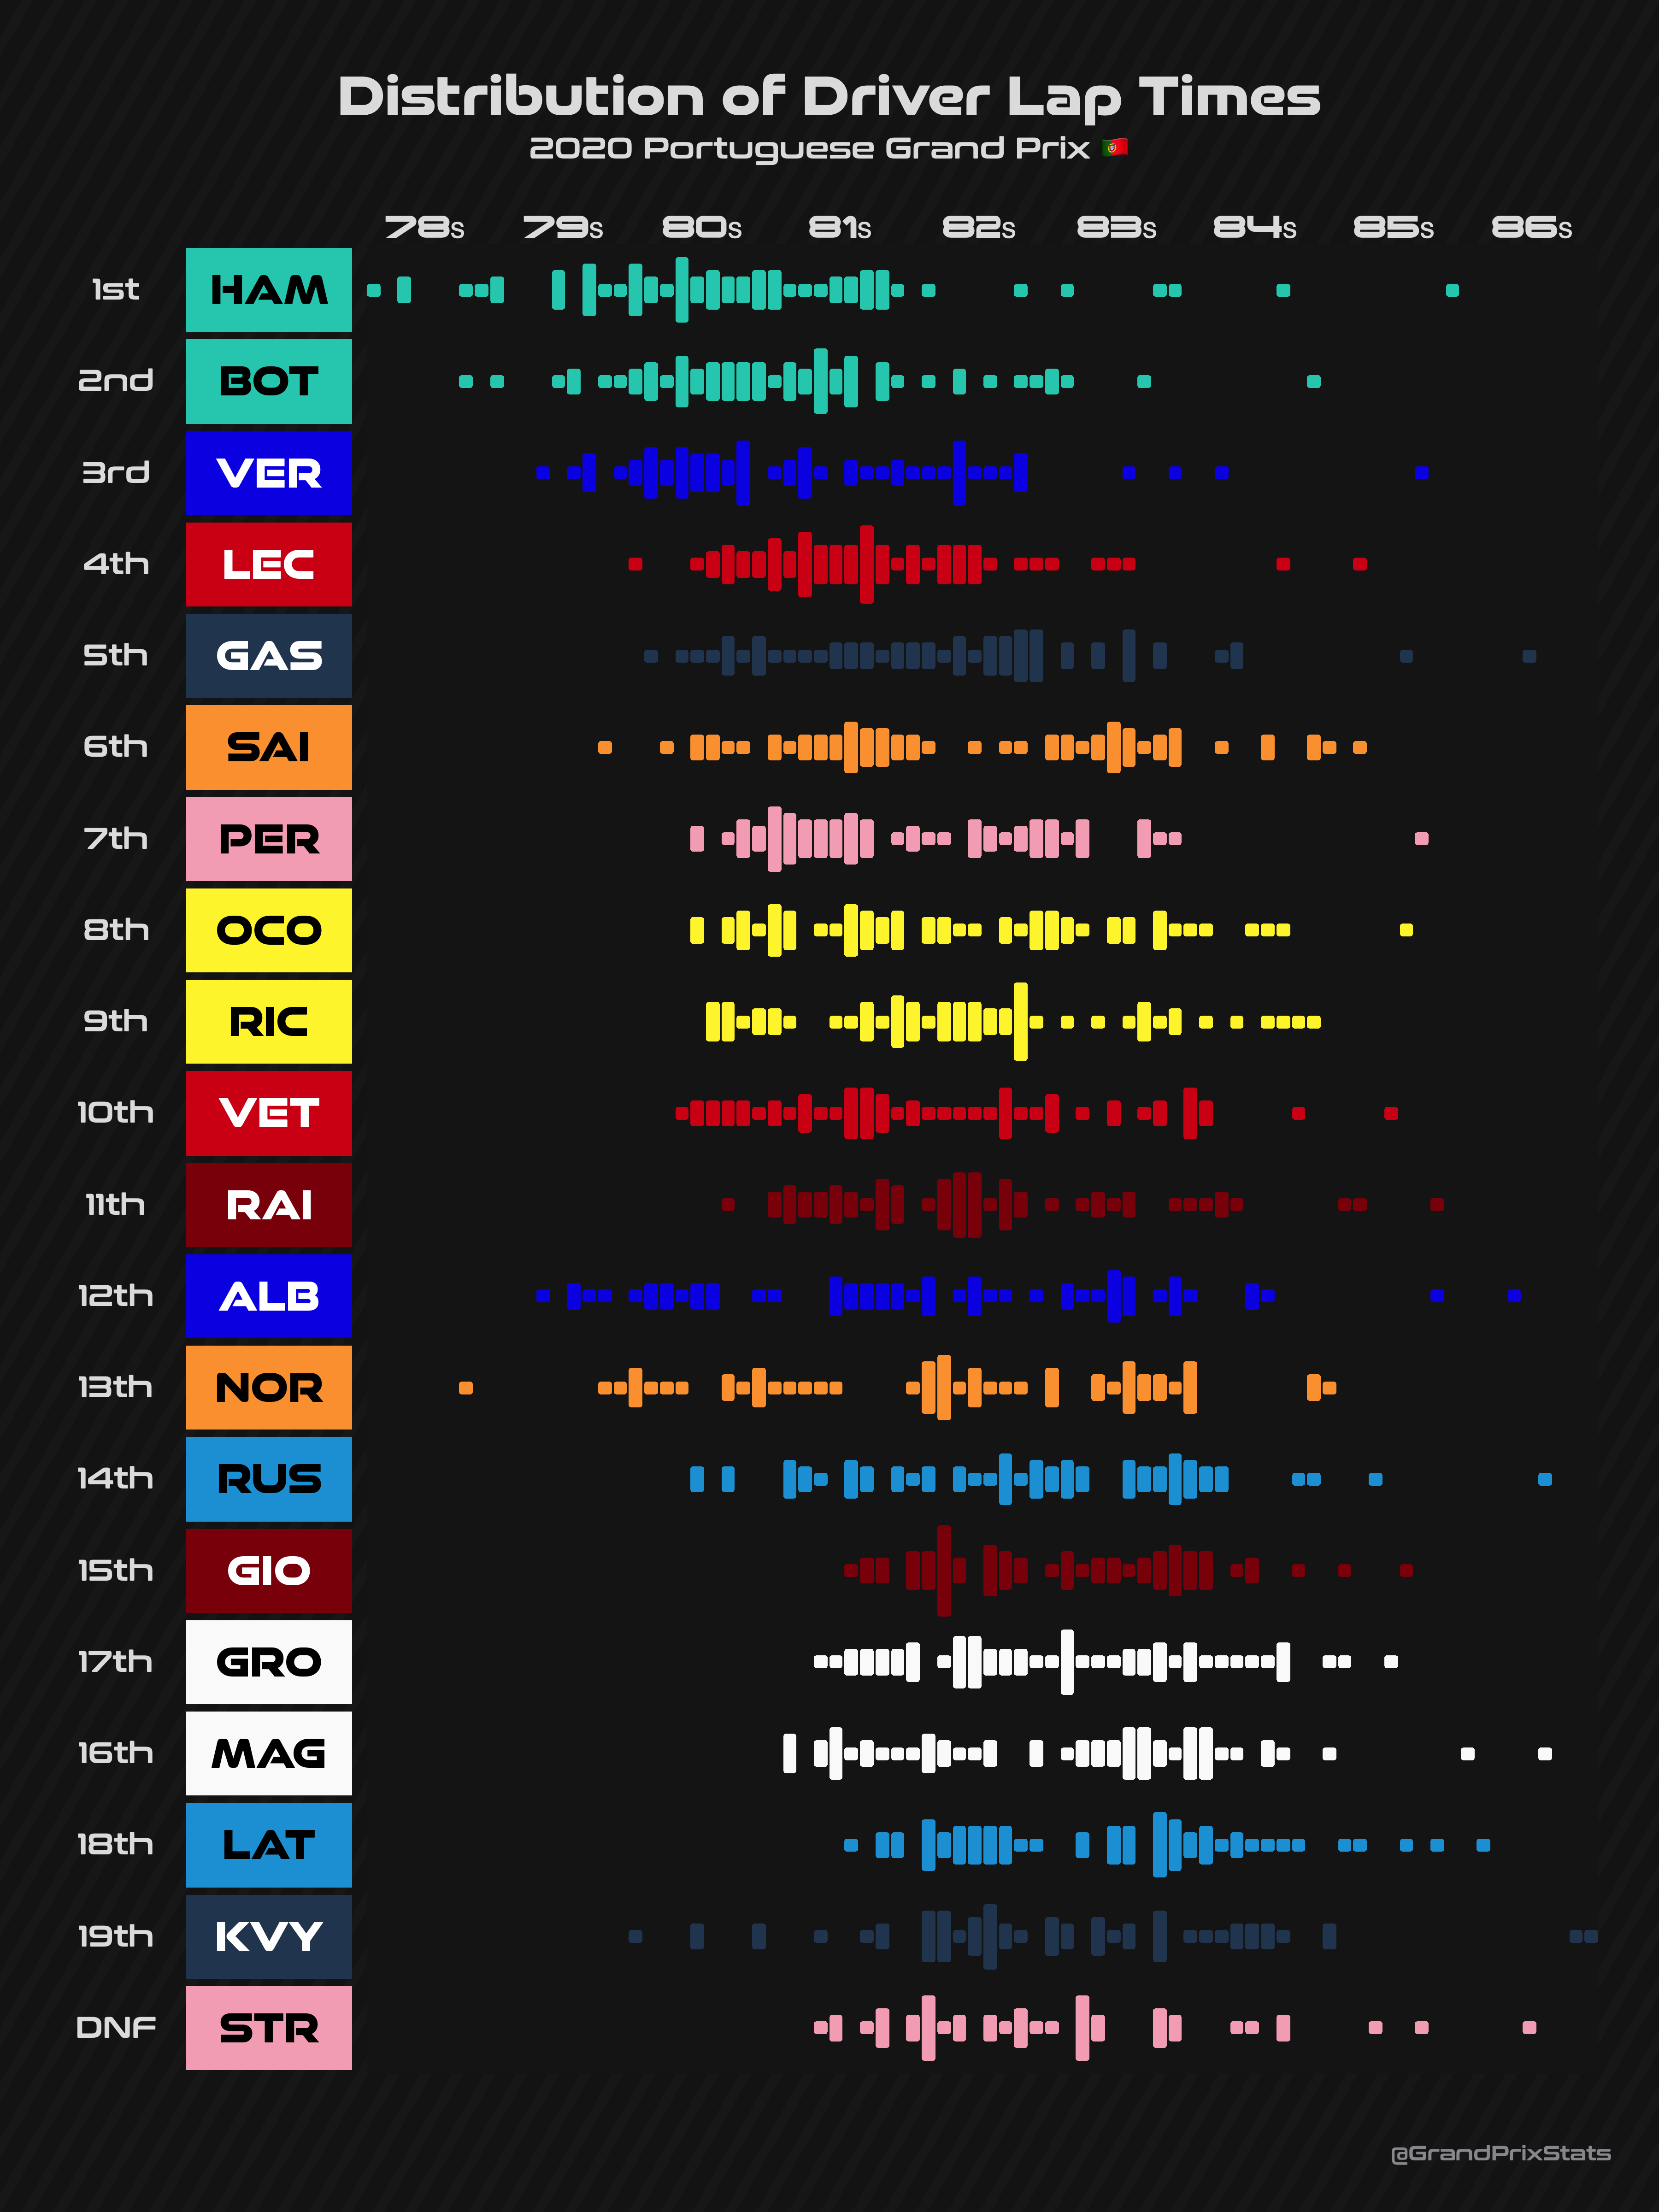 Distribution of Driver Lap Times
2020 Portuguese Grand Prix 🇵🇹
78s 79s 80s 81s 82s 83s 84s 85s 86s
1st HAM
2nd BOT
3rd VER
4th LEC
5th GAS
6th SAI
7th PER
8th OCO
9th RIC
10th VET
11th RAI
12th ALB
13th NOR
14th RUS
15th GIO
17th GRO
16th MAG
18th LAT
19th KVY
DNF STR
@GrandPrixStats